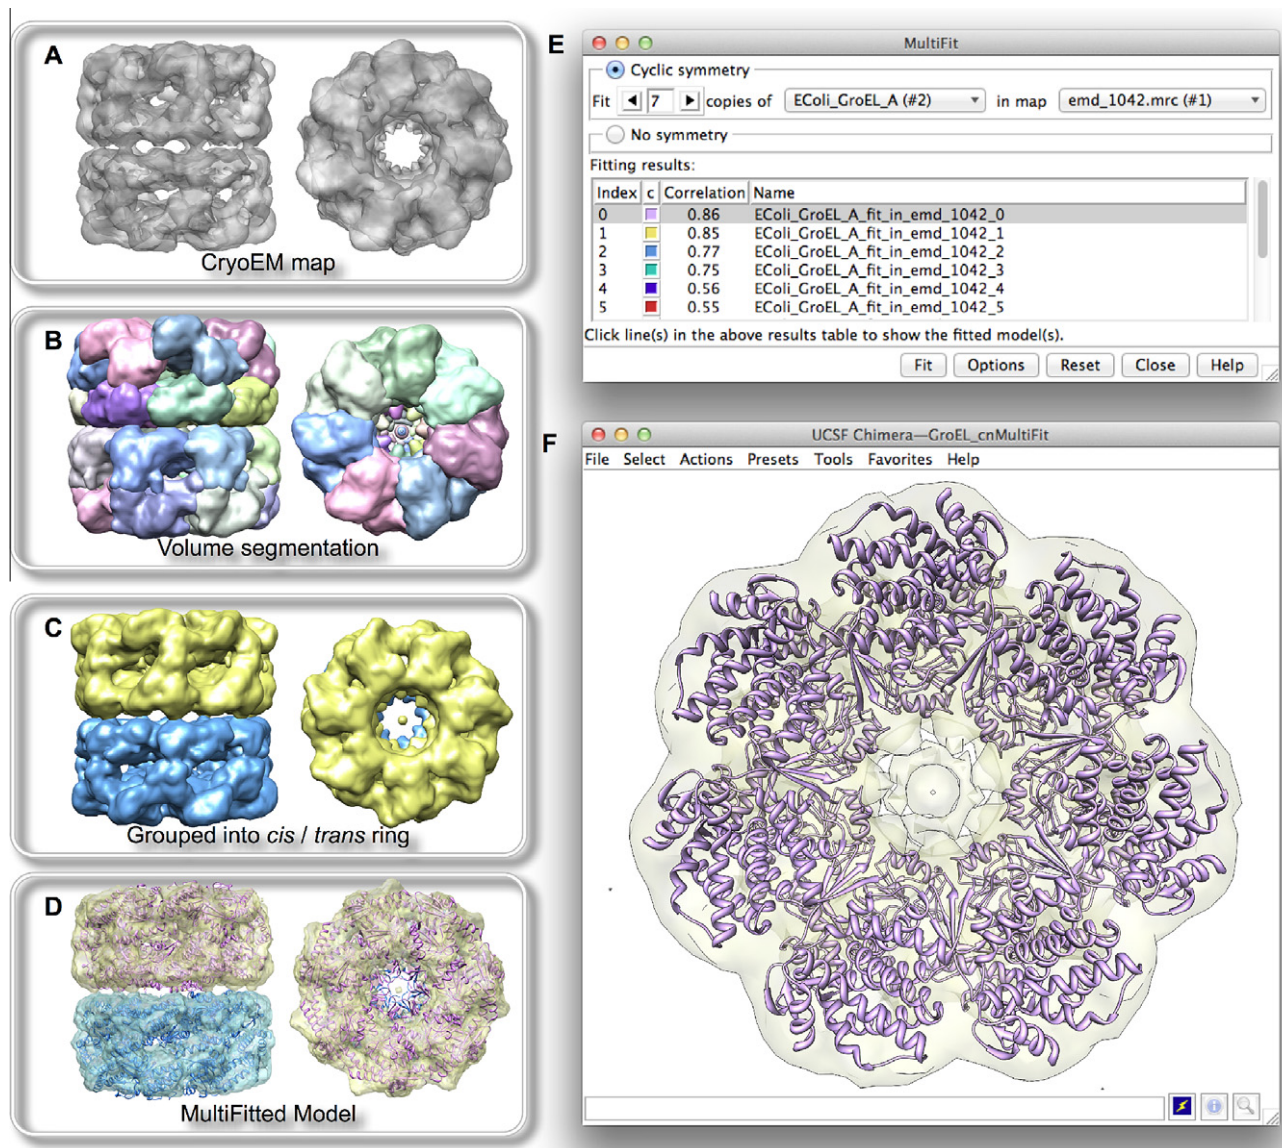 A
CryoEM map
B
Volume segmentation
C
Grouped into cis / trans ring
D
MultiFitted Model
E
MultiFit
Cyclic symmetry
Fit 7 copies of EColi_GroEL_A (#2) in map emd_1042.mrc (#1)
No symmetry
Fitting results:
Index c Correlation Name
0 0.86 EColi_GroEL_A_fit_in_emd_1042_0
1 0.85 EColi_GroEL_A_fit_in_emd_1042_1
2 0.77 EColi_GroEL_A_fit_in_emd_1042_2
3 0.75 EColi_GroEL_A_fit_in_emd_1042_3
4 0.56 EColi_GroEL_A_fit_in_emd_1042_4
5 0.55 EColi_GroEL_A_fit_in_emd_1042_5
Click line(s) in the above results table to show the fitted model(s).
Fit Options Reset Close Help
F
UCSF Chimera—GroEL_cnMultiFit
File Select Actions Presets Tools Favorites Help